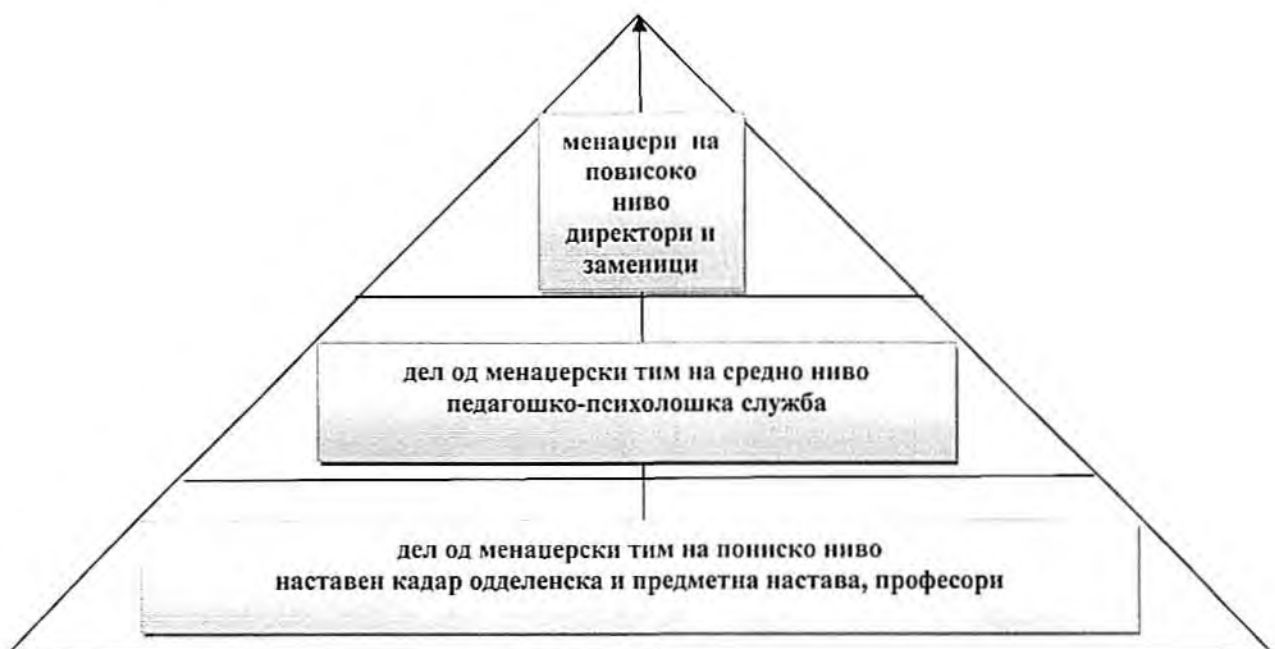 менаџери на
повисоко
ниво
директори и
заменици
дел од менаџерски тим на средно ниво
педагошко-психолошка служба
дел од менаџерски тим на пониско ниво
наставен кадар одделенска и предметна настава, професори